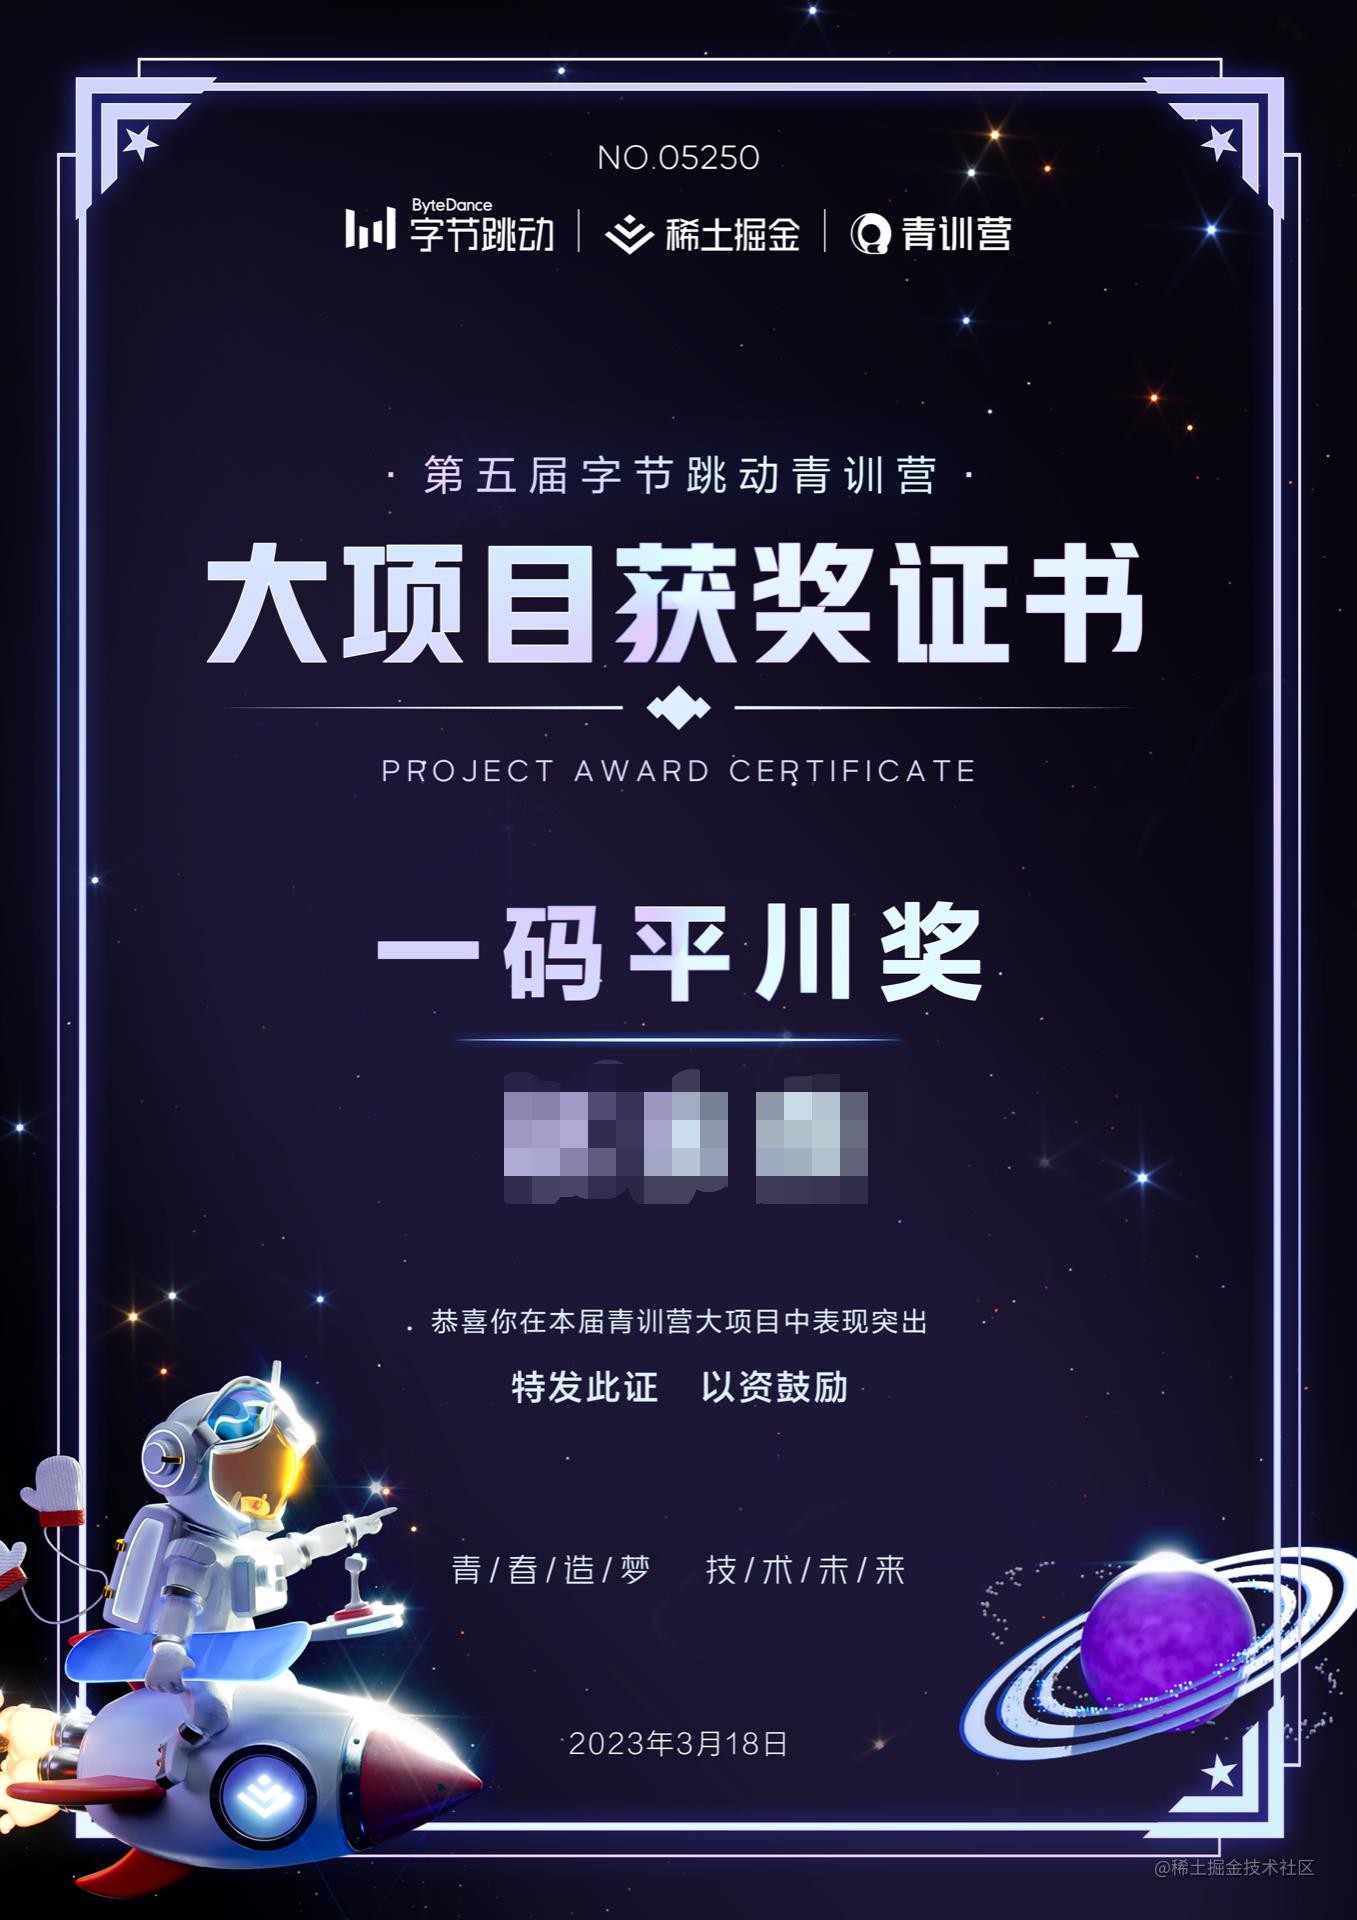 NO.05250
ByteDance
字节跳动 | 稀土掘金 | 青训营
· 第五届字节跳动青训营 ·
大项目获奖证书
PROJECT AWARD CERTIFICATE
一码平川奖
恭喜你在本届青训营大项目中表现突出
特发此证 以资鼓励
青/春/造/梦 技/术/未/来
2023年3月18日
@稀土掘金技术社区